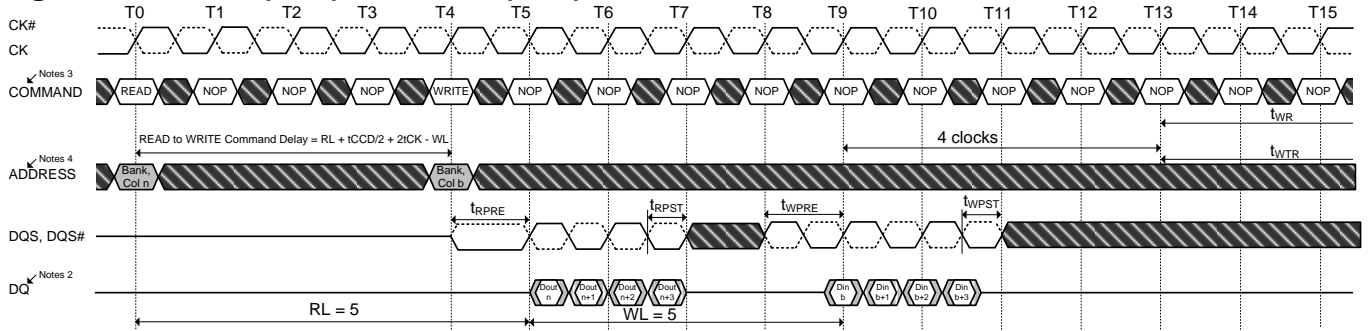 T0 T1 T2 T3 T4 T5 T6 T7 T8 T9 T10 T11 T12 T13 T14 T15
CK#
CK
Notes 3
COMMAND READ NOP NOP NOP WRITE NOP NOP NOP NOP NOP NOP NOP NOP NOP NOP NOP
tWR
READ to WRITE Command Delay = RL + tCCD/2 + 2tCK - WL
4 clocks
tWTR
Notes 4
ADDRESS
Bank, Col n
Bank, Col b
tRPRE tRPST tWPRE tWPST
DQS, DQS#
Notes 2
DQ
Dout n
Dout n+1
Dout n+2
Dout n+3
Din b
Din b+1
Din b+2
Din b+3
RL = 5 WL = 5